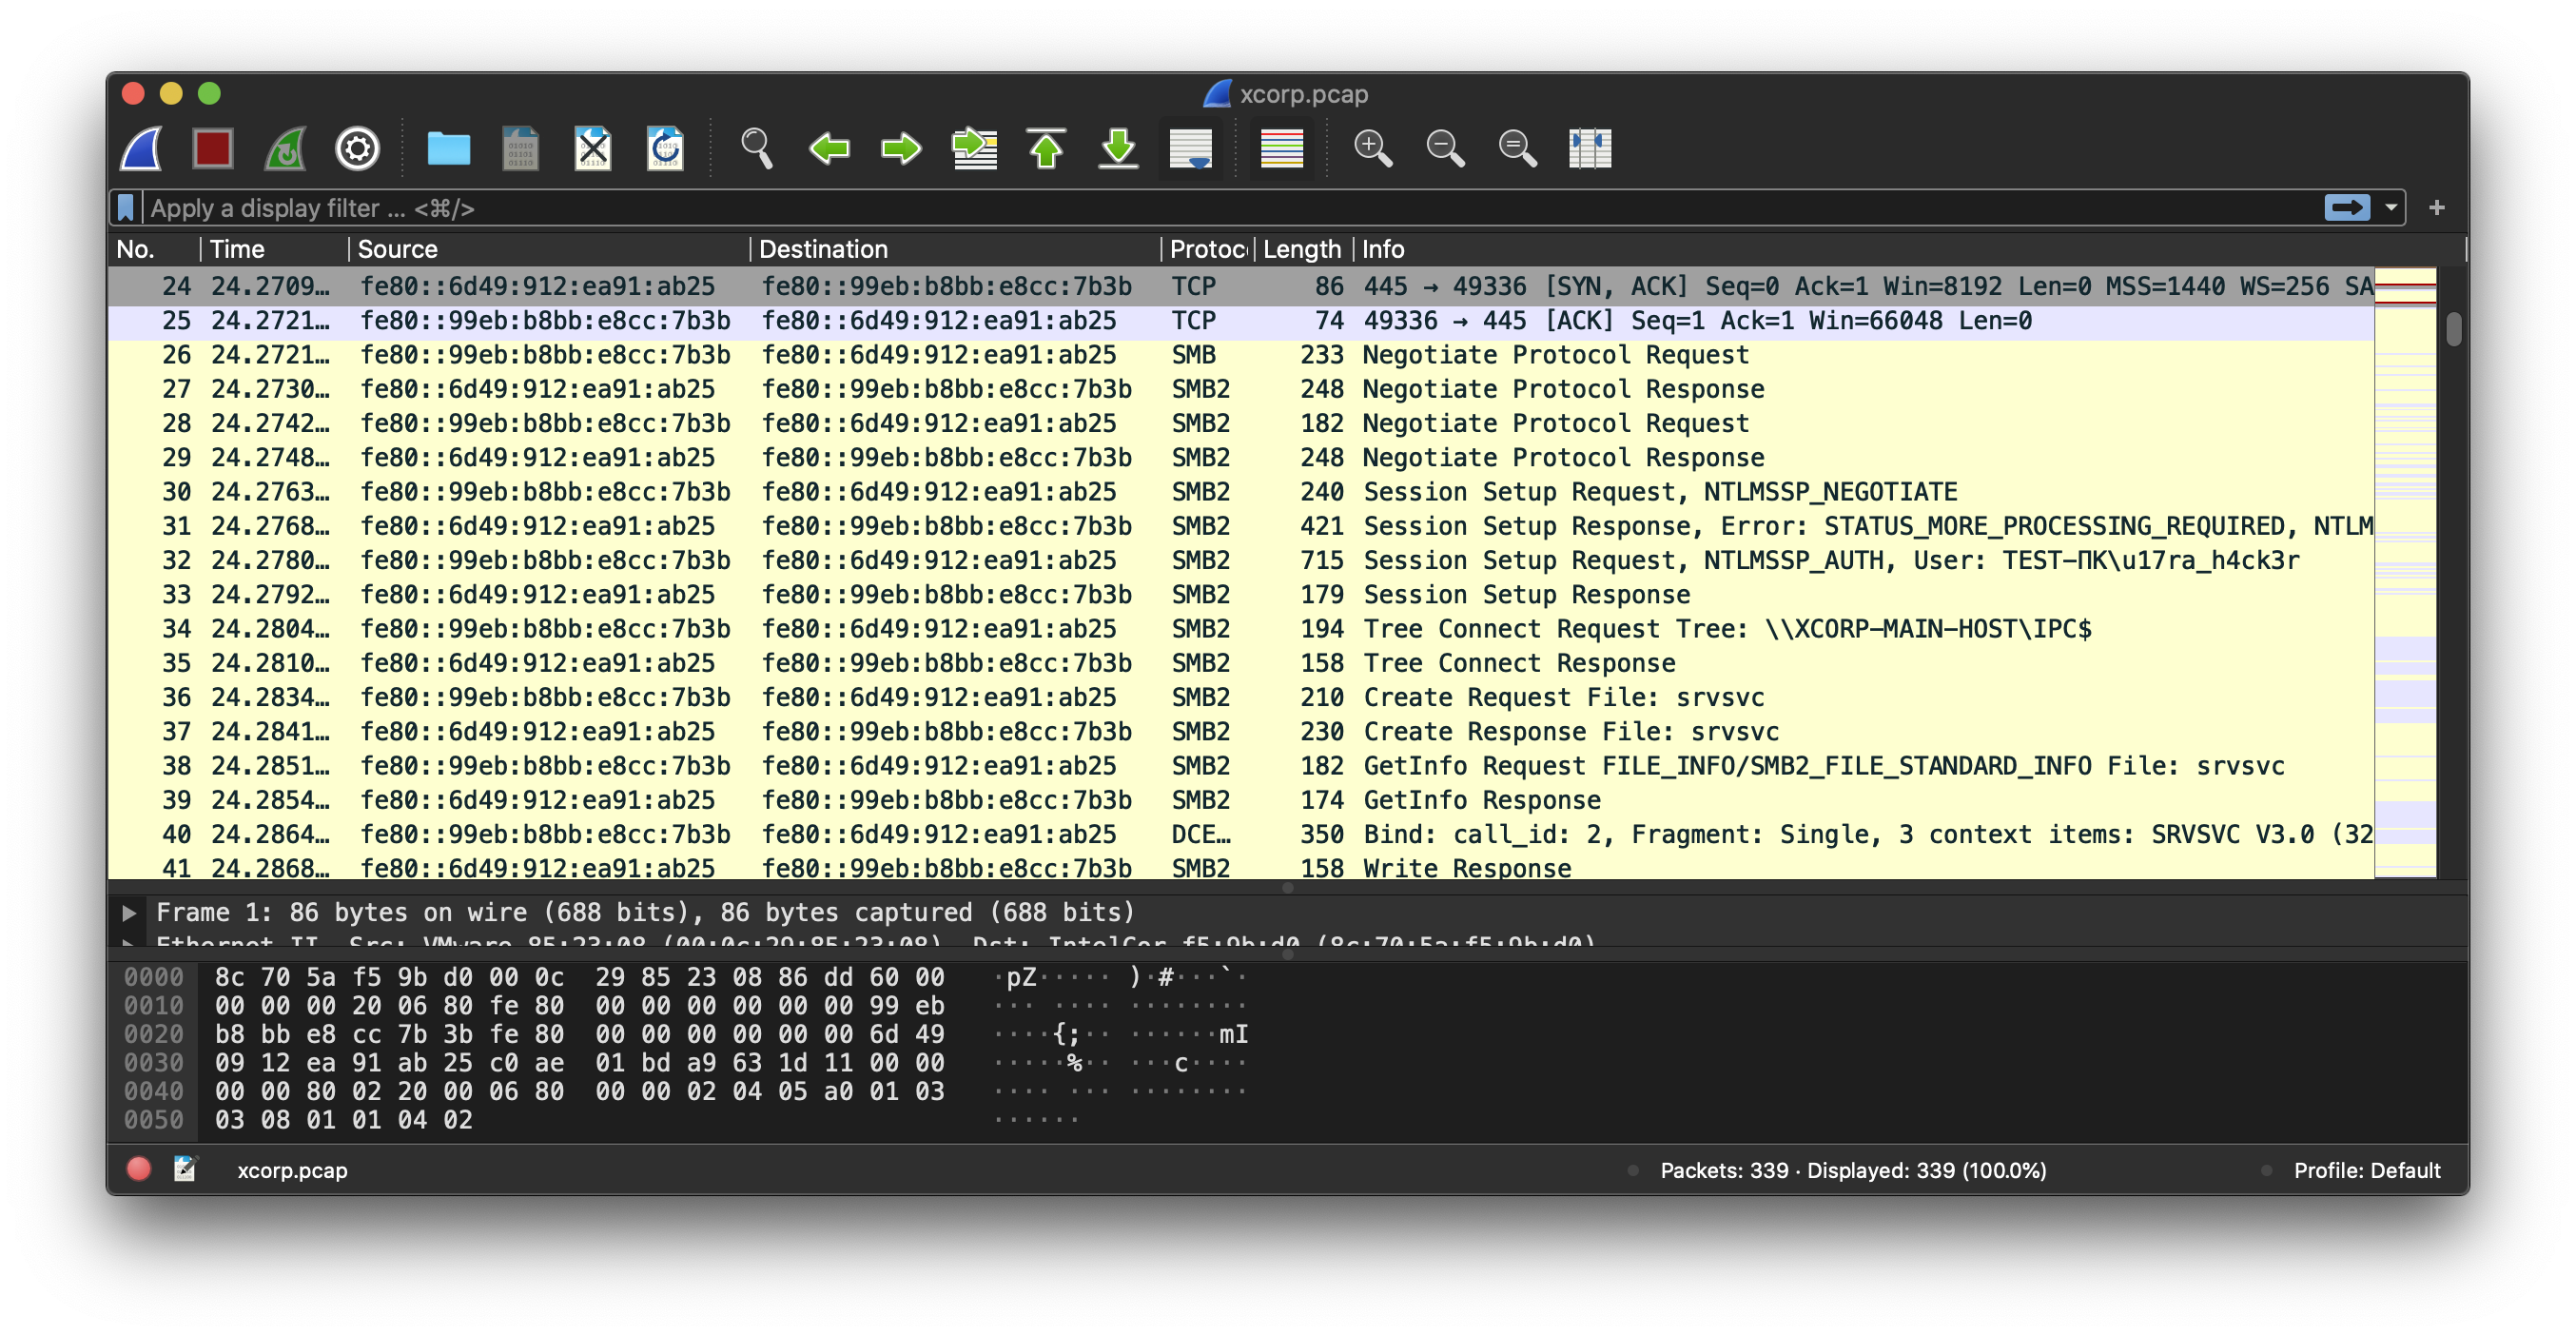 xcorp.pcap
Apply a display filter ... <⌘/>
No. Time Source Destination Protoc Length Info
24 24.2709… fe80::6d49:912:ea91:ab25 fe80::99eb:b8bb:e8cc:7b3b TCP 86 445 → 49336 [SYN, ACK] Seq=0 Ack=1 Win=8192 Len=0 MSS=1440 WS=256 SA
25 24.2721… fe80::99eb:b8bb:e8cc:7b3b fe80::6d49:912:ea91:ab25 TCP 74 49336 → 445 [ACK] Seq=1 Ack=1 Win=66048 Len=0
26 24.2721… fe80::99eb:b8bb:e8cc:7b3b fe80::6d49:912:ea91:ab25 SMB 233 Negotiate Protocol Request
27 24.2730… fe80::6d49:912:ea91:ab25 fe80::99eb:b8bb:e8cc:7b3b SMB2 248 Negotiate Protocol Response
28 24.2742… fe80::99eb:b8bb:e8cc:7b3b fe80::6d49:912:ea91:ab25 SMB2 182 Negotiate Protocol Request
29 24.2748… fe80::6d49:912:ea91:ab25 fe80::99eb:b8bb:e8cc:7b3b SMB2 248 Negotiate Protocol Response
30 24.2763… fe80::99eb:b8bb:e8cc:7b3b fe80::6d49:912:ea91:ab25 SMB2 240 Session Setup Request, NTLMSSP_NEGOTIATE
31 24.2768… fe80::6d49:912:ea91:ab25 fe80::99eb:b8bb:e8cc:7b3b SMB2 421 Session Setup Response, Error: STATUS_MORE_PROCESSING_REQUIRED, NTLM
32 24.2780… fe80::99eb:b8bb:e8cc:7b3b fe80::6d49:912:ea91:ab25 SMB2 715 Session Setup Request, NTLMSSP_AUTH, User: TEST-ПК\u17ra_h4ck3r
33 24.2792… fe80::6d49:912:ea91:ab25 fe80::99eb:b8bb:e8cc:7b3b SMB2 179 Session Setup Response
34 24.2804… fe80::99eb:b8bb:e8cc:7b3b fe80::6d49:912:ea91:ab25 SMB2 194 Tree Connect Request Tree: \\XCORP-MAIN-HOST\IPC$
35 24.2810… fe80::6d49:912:ea91:ab25 fe80::99eb:b8bb:e8cc:7b3b SMB2 158 Tree Connect Response
36 24.2834… fe80::99eb:b8bb:e8cc:7b3b fe80::6d49:912:ea91:ab25 SMB2 210 Create Request File: srvsvc
37 24.2841… fe80::6d49:912:ea91:ab25 fe80::99eb:b8bb:e8cc:7b3b SMB2 230 Create Response File: srvsvc
38 24.2851… fe80::99eb:b8bb:e8cc:7b3b fe80::6d49:912:ea91:ab25 SMB2 182 GetInfo Request FILE_INFO/SMB2_FILE_STANDARD_INFO File: srvsvc
39 24.2854… fe80::6d49:912:ea91:ab25 fe80::99eb:b8bb:e8cc:7b3b SMB2 174 GetInfo Response
40 24.2864… fe80::99eb:b8bb:e8cc:7b3b fe80::6d49:912:ea91:ab25 DCE… 350 Bind: call_id: 2, Fragment: Single, 3 context items: SRVSVC V3.0 (32
41 24.2868… fe80::6d49:912:ea91:ab25 fe80::99eb:b8bb:e8cc:7b3b SMB2 158 Write Response
Frame 1: 86 bytes on wire (688 bits), 86 bytes captured (688 bits)
Ethernet II, Src: VMware_85:23:08 (00:0c:29:85:23:08), Dst: IntelCor_f5:9b:d0 (8c:70:5a:f5:9b:d0)
0000 8c 70 5a f5 9b d0 00 0c 29 85 23 08 86 dd 60 00 ·pZ····· )·#···`·
0010 00 00 00 20 06 80 fe 80 00 00 00 00 00 00 99 eb ··· ···· ········
0020 b8 bb e8 cc 7b 3b fe 80 00 00 00 00 00 00 6d 49 ····{;·· ······mI
0030 09 12 ea 91 ab 25 c0 ae 01 bd a9 63 1d 11 00 00 ·····%·· ···c····
0040 00 00 80 02 20 00 06 80 00 00 02 04 05 a0 01 03 ···· ··· ········
0050 03 08 01 01 04 02 ······
xcorp.pcap Packets: 339 · Displayed: 339 (100.0%) Profile: Default